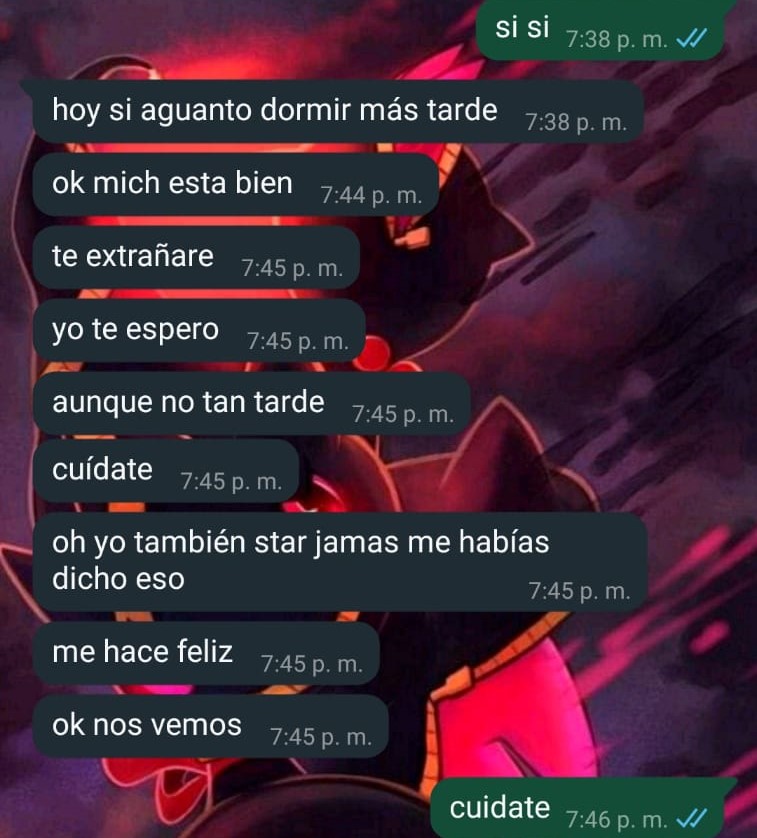 si si 7:38 p. m.
hoy si aguanto dormir más tarde 7:38 p. m.
ok mich esta bien 7:44 p. m.
te extrañare 7:45 p. m.
yo te espero 7:45 p. m.
aunque no tan tarde 7:45 p. m.
cuídate 7:45 p. m.
oh yo también star jamas me habías
dicho eso 7:45 p. m.
me hace feliz 7:45 p. m.
ok nos vemos 7:45 p. m.
cuidate 7:46 p. m.